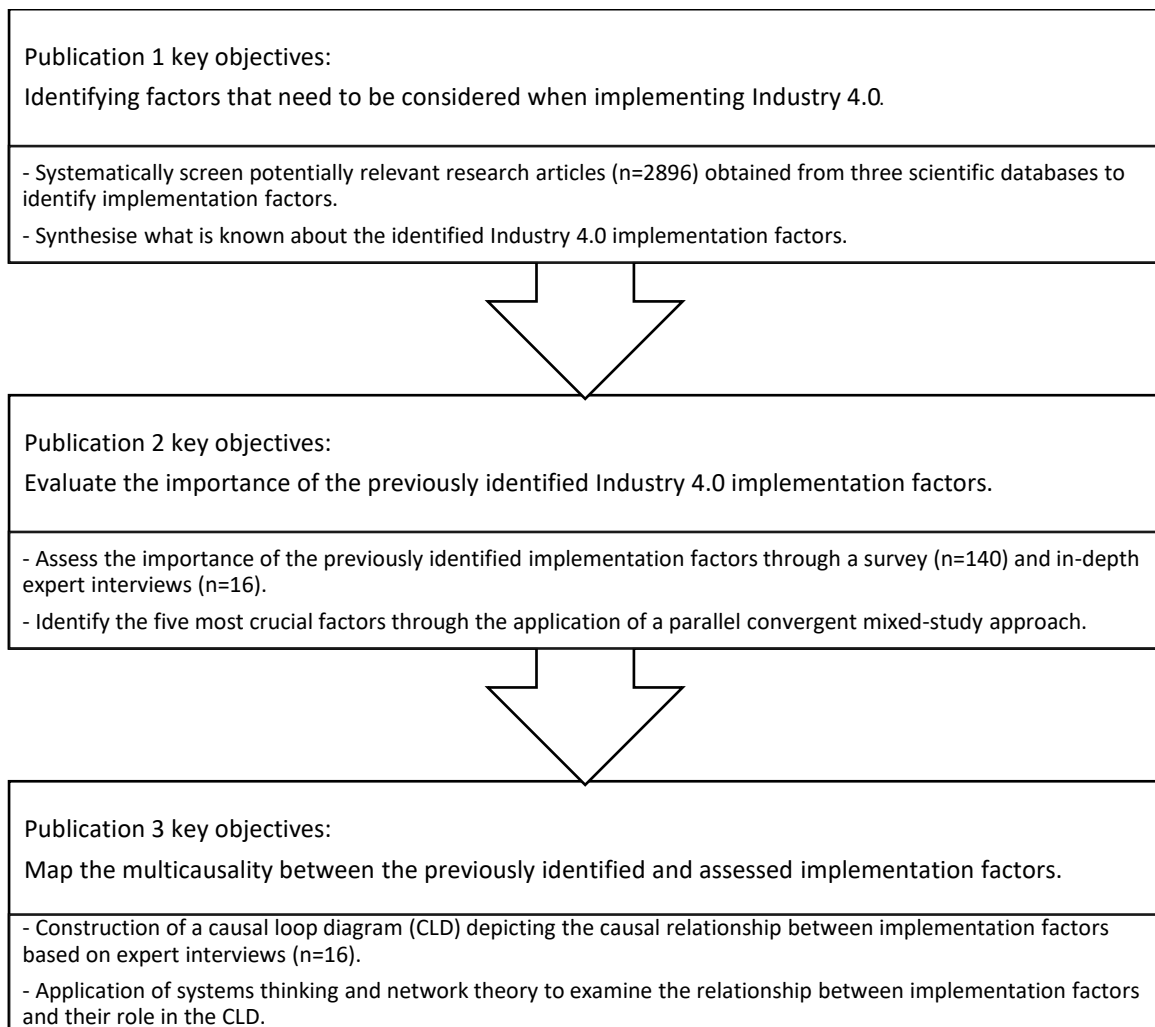 Publication 1 key objectives:
Identifying factors that need to be considered when implementing Industry 4.0.
- Systematically screen potentially relevant research articles (n=2896) obtained from three scientific databases to
identify implementation factors.
- Synthesise what is known about the identified Industry 4.0 implementation factors.
Publication 2 key objectives:
Evaluate the importance of the previously identified Industry 4.0 implementation factors.
- Assess the importance of the previously identified implementation factors through a survey (n=140) and in-depth
expert interviews (n=16).
- Identify the five most crucial factors through the application of a parallel convergent mixed-study approach.
Publication 3 key objectives:
Map the multicausality between the previously identified and assessed implementation factors.
- Construction of a causal loop diagram (CLD) depicting the causal relationship between implementation factors
based on expert interviews (n=16).
- Application of systems thinking and network theory to examine the relationship between implementation factors
and their role in the CLD.